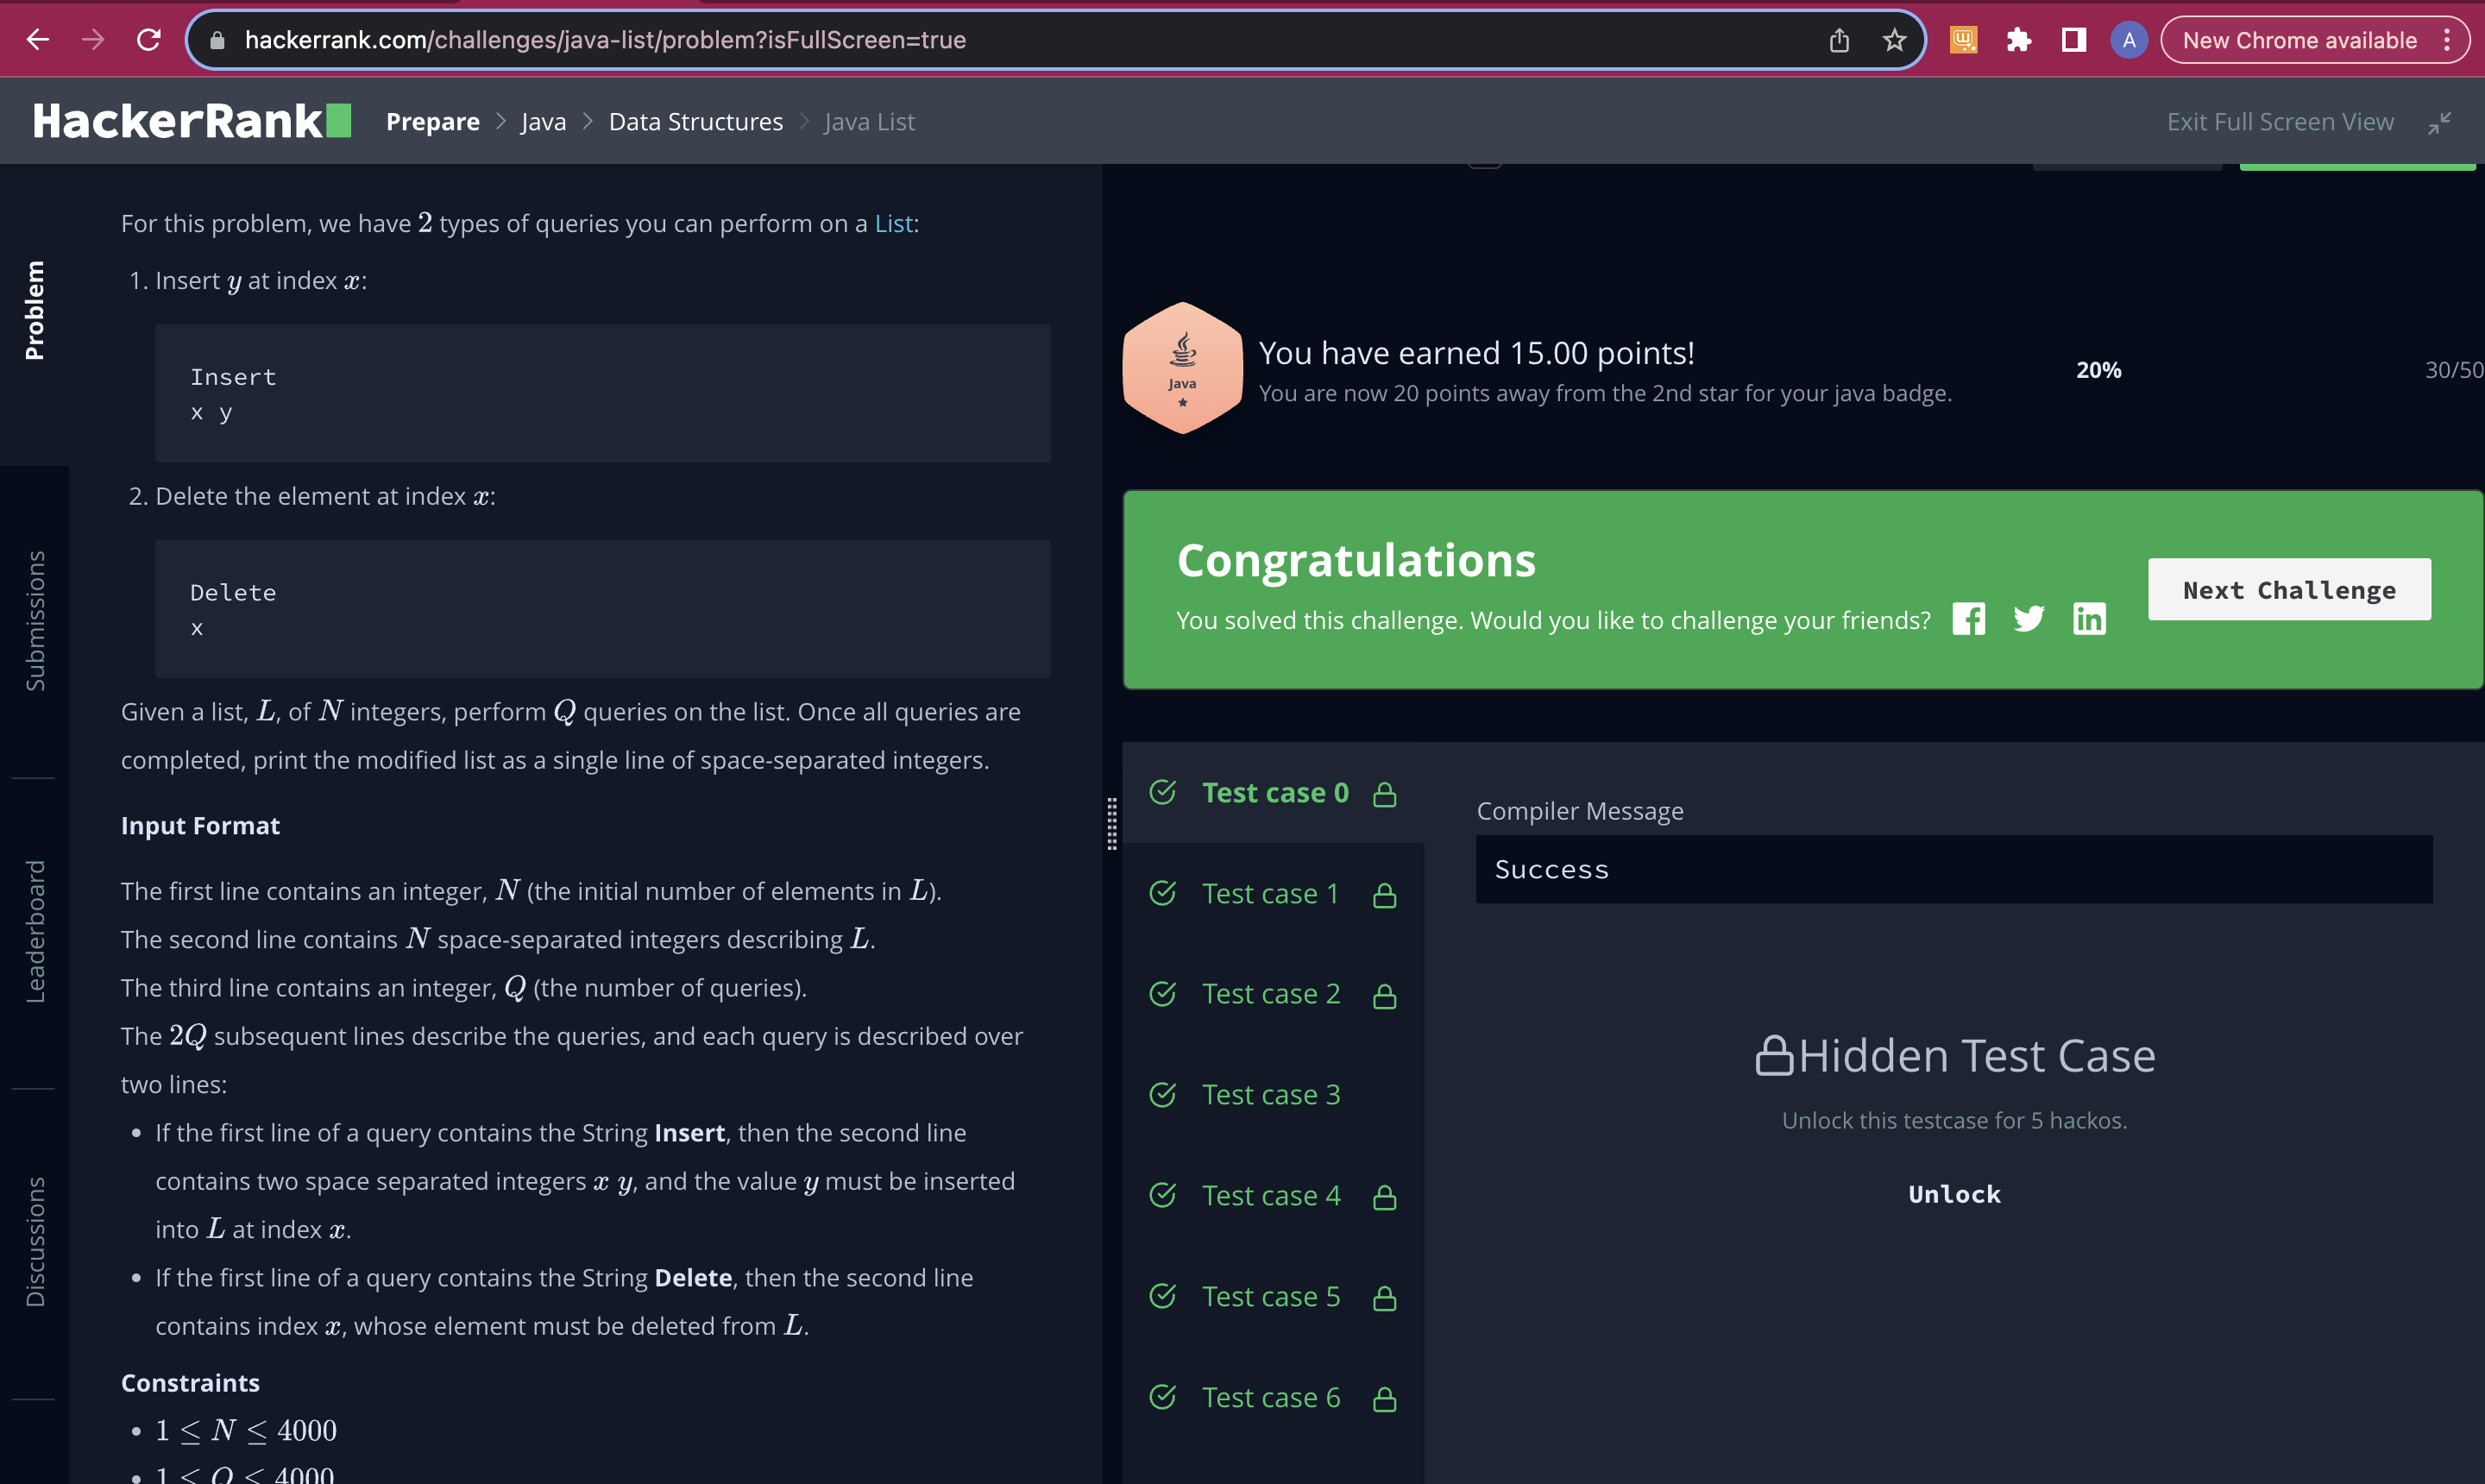 hackerrank.com/challenges/java-list/problem?isFullScreen=true
A
New Chrome available
HackerRank
Prepare > Java > Data Structures > Java List
Exit Full Screen View
Problem
Submissions
Leaderboard
Discussions
For this problem, we have 2 types of queries you can perform on a List:
1. Insert y at index x:
Insert
x y
2. Delete the element at index x:
Delete
x
Given a list, L, of N integers, perform Q queries on the list. Once all queries are
completed, print the modified list as a single line of space-separated integers.
Input Format
The first line contains an integer, N (the initial number of elements in L).
The second line contains N space-separated integers describing L.
The third line contains an integer, Q (the number of queries).
The 2Q subsequent lines describe the queries, and each query is described over
two lines:
• If the first line of a query contains the String Insert, then the second line
contains two space separated integers x y, and the value y must be inserted
into L at index x.
• If the first line of a query contains the String Delete, then the second line
contains index x, whose element must be deleted from L.
Constraints
• 1 ≤ N ≤ 4000
• 1 ≤ Q ≤ 4000
Java
You have earned 15.00 points!
You are now 20 points away from the 2nd star for your java badge.
20%
30/50
Congratulations
You solved this challenge. Would you like to challenge your friends?
Next Challenge
Test case 0
Test case 1
Test case 2
Test case 3
Test case 4
Test case 5
Test case 6
Compiler Message
Success
Hidden Test Case
Unlock this testcase for 5 hackos.
Unlock